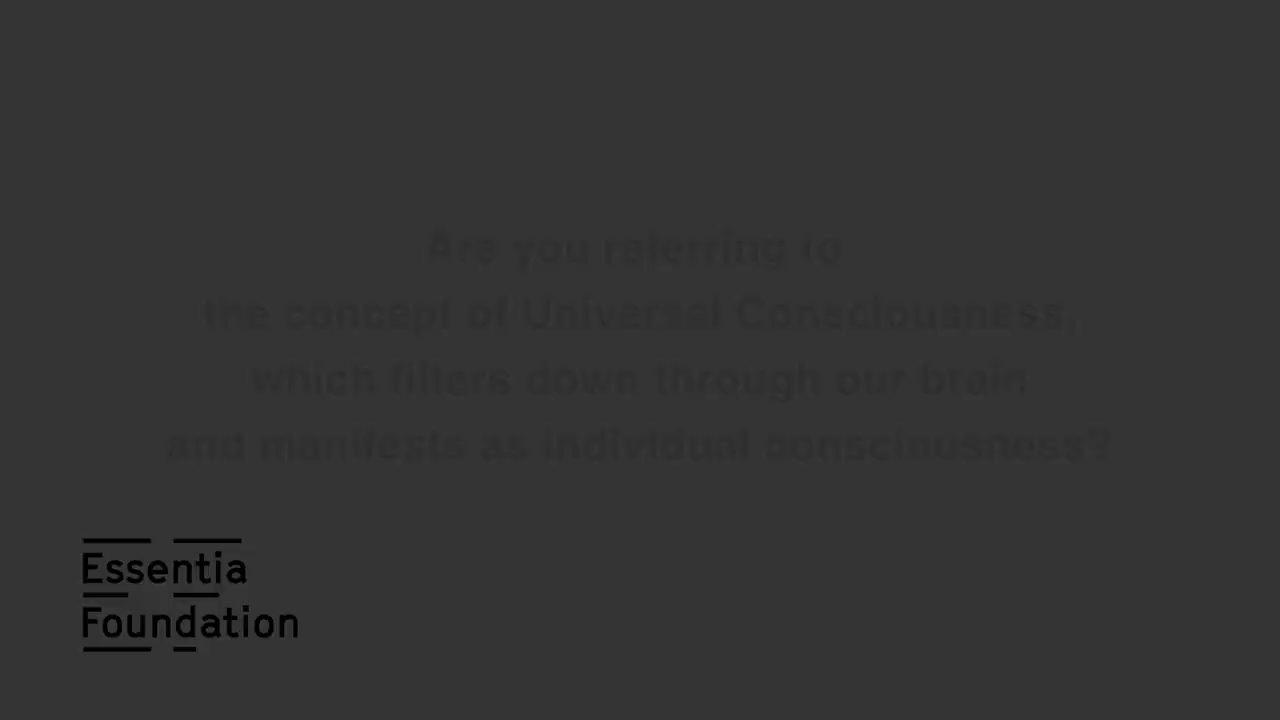 Are you referring to
the concept of Universal Consciousness,
which filters down through our brain
and manifests as individual consciousness?
Essentia
Foundation